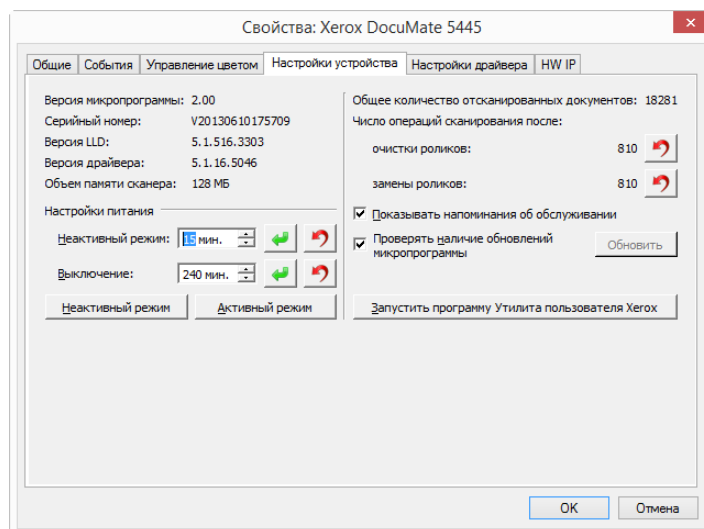 Свойства: Xerox DocuMate 5445
Общие События Управление цветом Настройки устройства Настройки драйвера HW IP
Версия микропрограммы: 2.00
Серийный номер: V20130610175709
Версия LLD: 5.1.516.3303
Версия драйвера: 5.1.16.5046
Объем памяти сканера: 128 МБ
Настройки питания
Неактивный режим: 15 мин.
Выключение: 240 мин.
Неактивный режим Активный режим
Общее количество отсканированных документов: 18281
Число операций сканирования после:
очистки роликов: 810
замены роликов: 810
Показывать напоминания об обслуживании
Проверять наличие обновлений
микропрограммы
Обновить
Запустить программу Утилита пользователя Xerox
OK Отмена